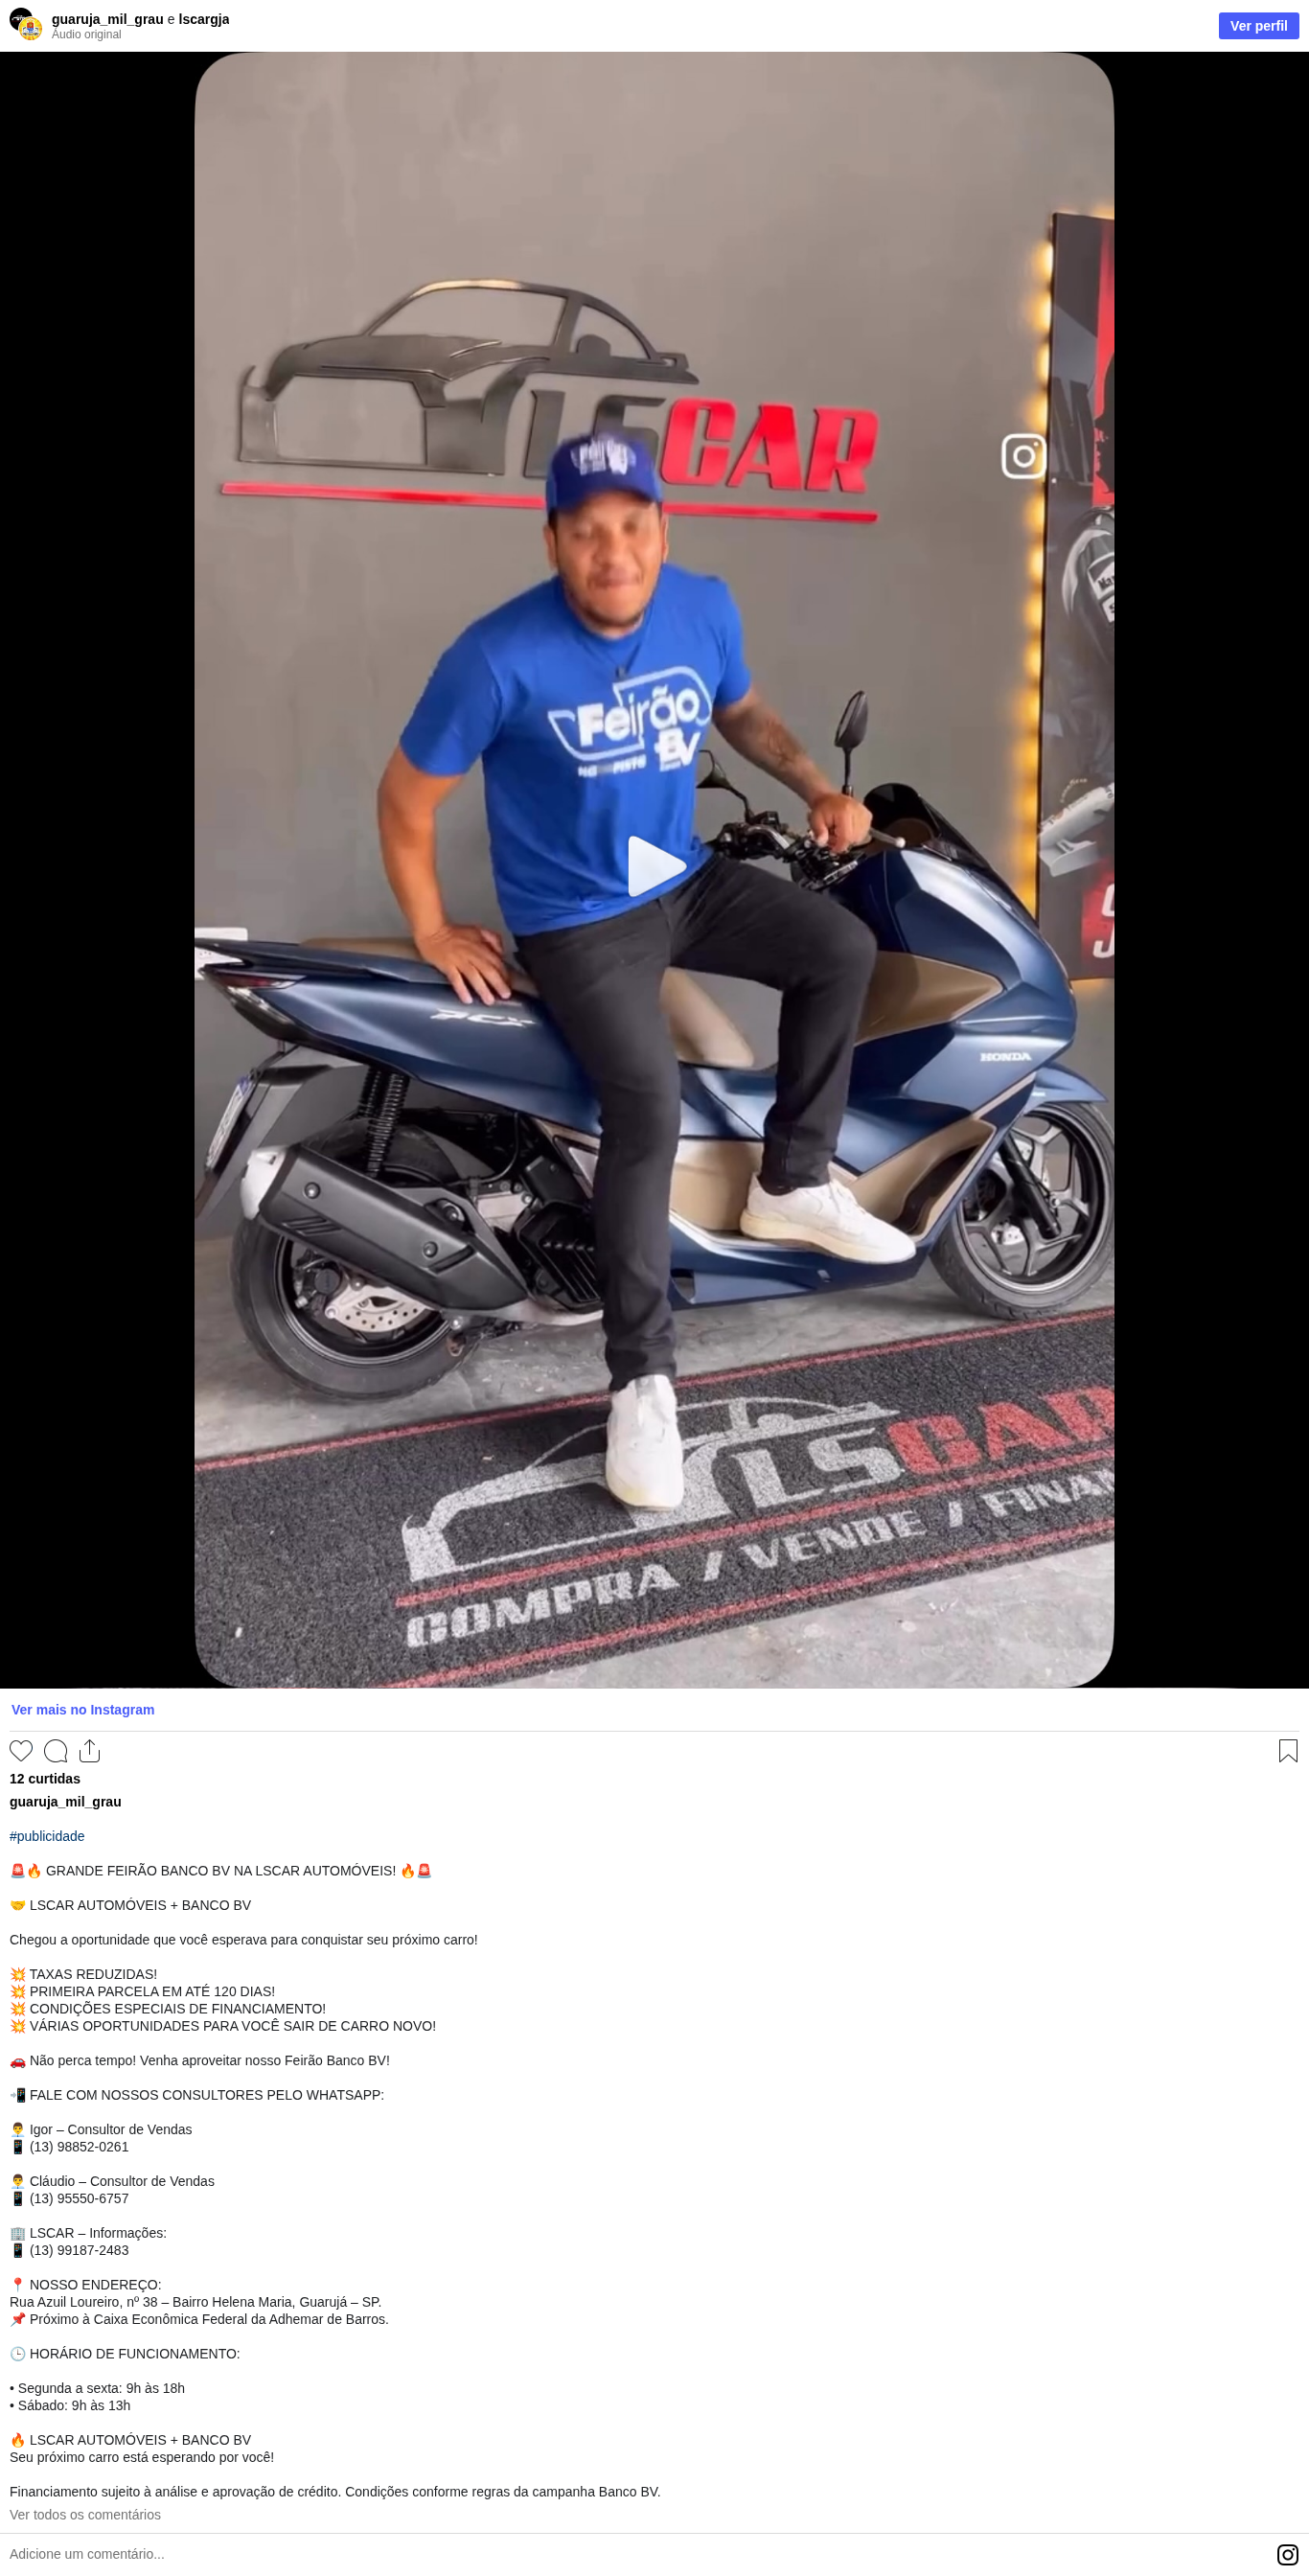 guaruja_mil_grau e lscargja
Áudio original
Ver perfil
LSCAR
Feirão
BV
PCX
HONDA
LSCAR
COMPRA / VENDE / FINAN
Ver mais no Instagram
12 curtidas
guaruja_mil_grau
#publicidade
🚨🔥 GRANDE FEIRÃO BANCO BV NA LSCAR AUTOMÓVEIS! 🔥🚨
🤝 LSCAR AUTOMÓVEIS + BANCO BV
Chegou a oportunidade que você esperava para conquistar seu próximo carro!
💥 TAXAS REDUZIDAS!
💥 PRIMEIRA PARCELA EM ATÉ 120 DIAS!
💥 CONDIÇÕES ESPECIAIS DE FINANCIAMENTO!
💥 VÁRIAS OPORTUNIDADES PARA VOCÊ SAIR DE CARRO NOVO!
🚗 Não perca tempo! Venha aproveitar nosso Feirão Banco BV!
📲 FALE COM NOSSOS CONSULTORES PELO WHATSAPP:
👨‍💼 Igor – Consultor de Vendas
📱 (13) 98852-0261
👨‍💼 Cláudio – Consultor de Vendas
📱 (13) 95550-6757
🏢 LSCAR – Informações:
📱 (13) 99187-2483
📍 NOSSO ENDEREÇO:
Rua Azuil Loureiro, nº 38 – Bairro Helena Maria, Guarujá – SP.
📌 Próximo à Caixa Econômica Federal da Adhemar de Barros.
🕒 HORÁRIO DE FUNCIONAMENTO:
• Segunda a sexta: 9h às 18h
• Sábado: 9h às 13h
🔥 LSCAR AUTOMÓVEIS + BANCO BV
Seu próximo carro está esperando por você!
Financiamento sujeito à análise e aprovação de crédito. Condições conforme regras da campanha Banco BV.
Ver todos os comentários
Adicione um comentário...